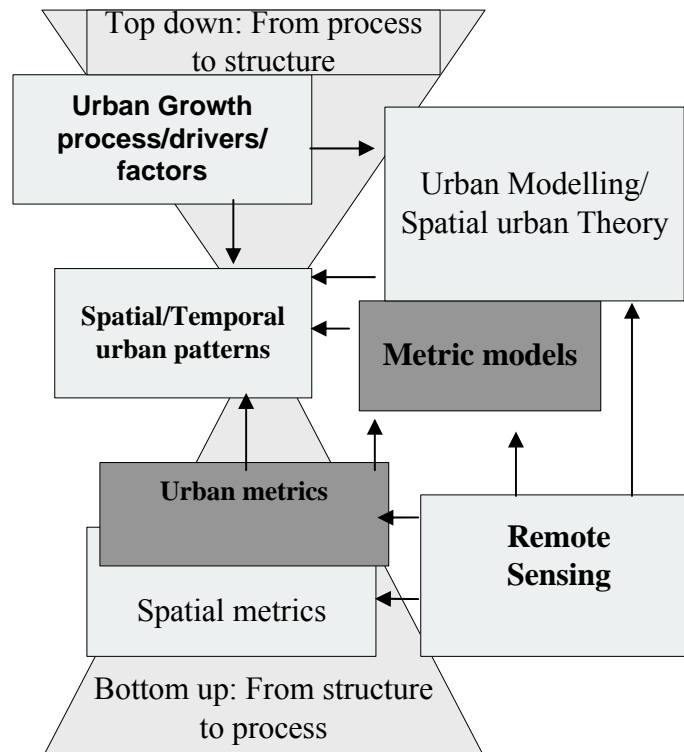 Top down: From process
to structure
Urban Growth
process/drivers/
factors
Urban Modelling/
Spatial urban Theory
Spatial/Temporal
urban patterns
Metric models
Urban metrics
Remote
Sensing
Spatial metrics
Bottom up: From structure
to process